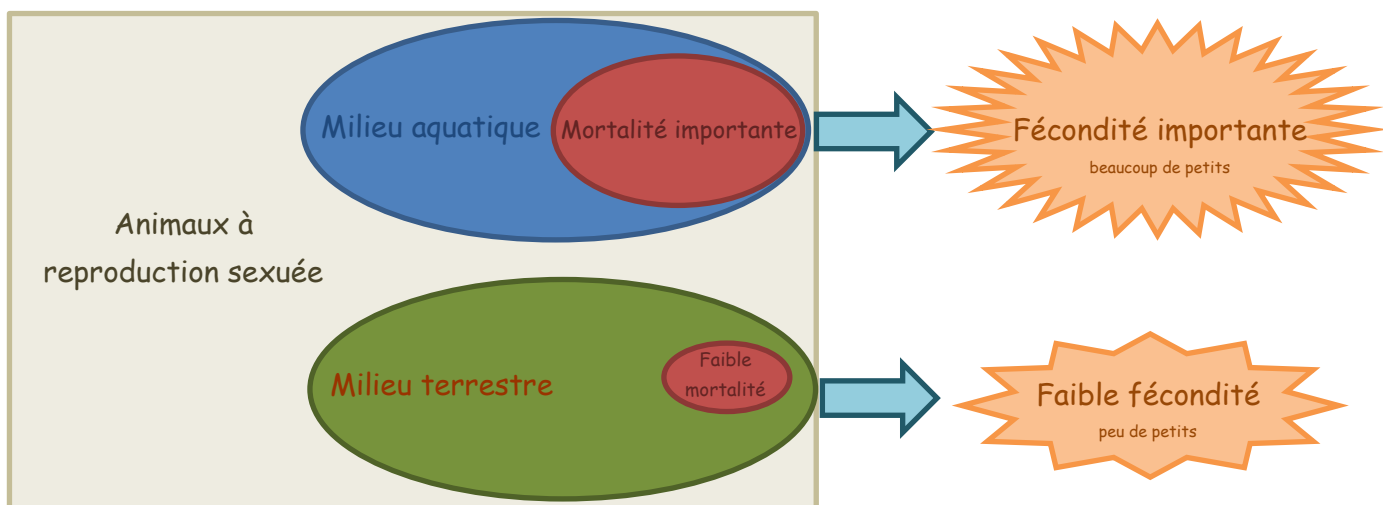 Milieu aquatique
Mortalité importante
Fécondité importante
beaucoup de petits
Animaux à
reproduction sexuée
Milieu terrestre
Faible
mortalité
Faible fécondité
peu de petits